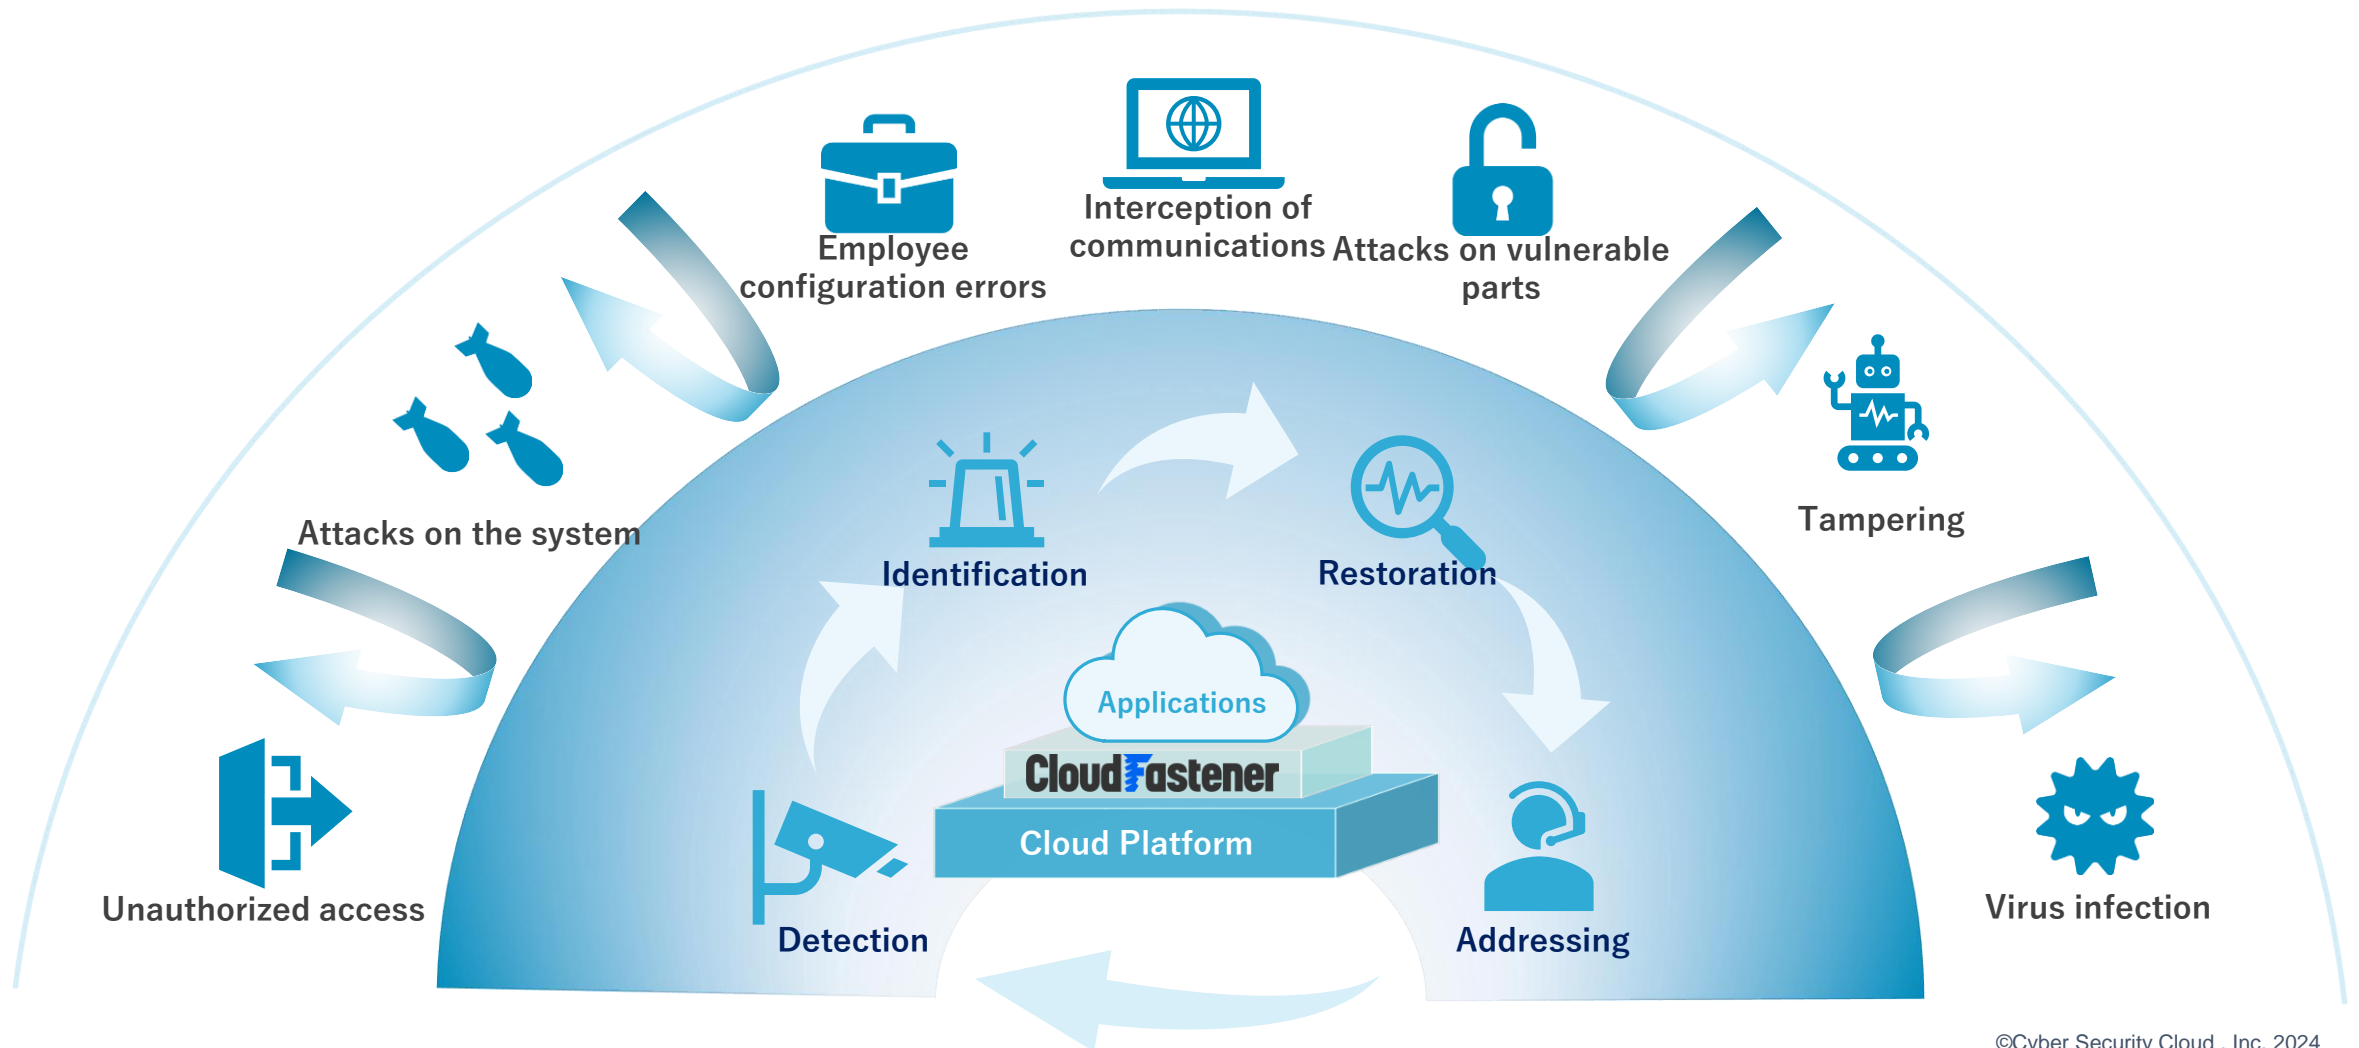 Employee
configuration errors
Interception of
communications
Attacks on vulnerable
parts
Attacks on the system
Tampering
Identification
Restoration
Applications
CloudFastener
Cloud Platform
Unauthorized access
Virus infection
Detection
Addressing
©Cyber Security Cloud , Inc. 2024